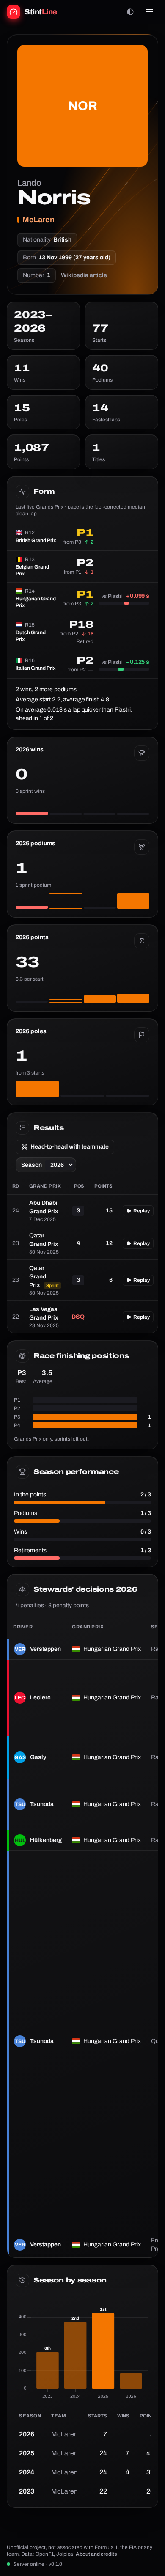 StintLine
NOR
Lando
Norris
McLaren
Nationality British
Born 13 Nov 1999 (27 years old)
Number 1 Wikipedia article
2023–
2026
Seasons
77
Starts
11
Wins
40
Podiums
15
Poles
14
Fastest laps
1,087
Points
1
Titles
Form
Last five Grands Prix · pace is the fuel-corrected median
clean lap
R12
British Grand Prix
P1
from P3 ↑ 2
vs Piastri +0.099 s
R13
Belgian Grand
Prix
P2
from P1 ↓ 1
R14
Hungarian Grand
Prix
P1
from P3 ↑ 2
vs Piastri
R15
Dutch Grand
Prix
P18
from P2 ↓ 16
Retired
R16
Italian Grand Prix
P2
from P2 —
vs Piastri −0.125 s
2 wins, 2 more podiums
Average start 2.2, average finish 4.8
On average 0.013 s a lap quicker than Piastri,
ahead in 1 of 2
2026 wins
0
0 sprint wins
2026 podiums
1
1 sprint podium
2026 points
33
8.3 per start
2026 poles
1
from 3 starts
Results
Head-to-head with teammate
Season 2026
RD GRAND PRIX POS POINTS
24 Abu Dhabi
Grand Prix
7 Dec 2025
3 15 Replay
23 Qatar
Grand Prix
30 Nov 2025
4 12 Replay
23 Qatar
Grand
Prix Sprint
30 Nov 2025
3 6 Replay
22 Las Vegas
Grand Prix
23 Nov 2025
DSQ Replay
Race finishing positions
P3 3.5
Best Average
P1
P2
P3 1
P4 1
Grands Prix only, sprints left out.
Season performance
In the points 2 / 3
Podiums 1 / 3
Wins 0 / 3
Retirements 1 / 3
Stewards' decisions 2026
4 penalties · 3 penalty points
DRIVER GRAND PRIX SE
VER Verstappen Hungarian Grand Prix Ra
LEC Leclerc Hungarian Grand Prix Ra
GAS Gasly Hungarian Grand Prix Ra
TSU Tsunoda Hungarian Grand Prix Ra
HUL Hülkenberg Hungarian Grand Prix Ra
TSU Tsunoda Hungarian Grand Prix Qu
VER Verstappen Hungarian Grand Prix
Season by season
400
300
200
100
0
6th
2nd
1st
2023 2024 2025 2026
SEASON TEAM STARTS WINS POIN
2026 McLaren 7
2025 McLaren 24 7
2024 McLaren 24 4
2023 McLaren 22
Unofficial project, not associated with Formula 1, the FIA or any
team. Data: OpenF1, Jolpica. About and credits
Server online · v0.1.0